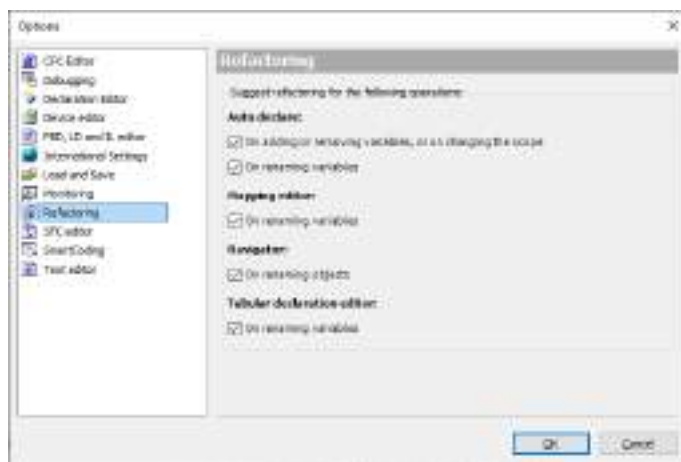 Options
CFC Editor
Debugging
Declaration Editor
Device editor
FBD, LD and IL editor
International Settings
Load and Save
Monitoring
Refactoring
SFC editor
SmartCoding
Text editor
Refactoring
Suggest refactoring for the following operations:
Auto declare:
On adding or removing variables, or on changing the scope
On renaming variables
Mapping editor:
On renaming variables
Navigator:
On renaming objects
Tabular declaration editor:
On renaming variables
OK
Cancel